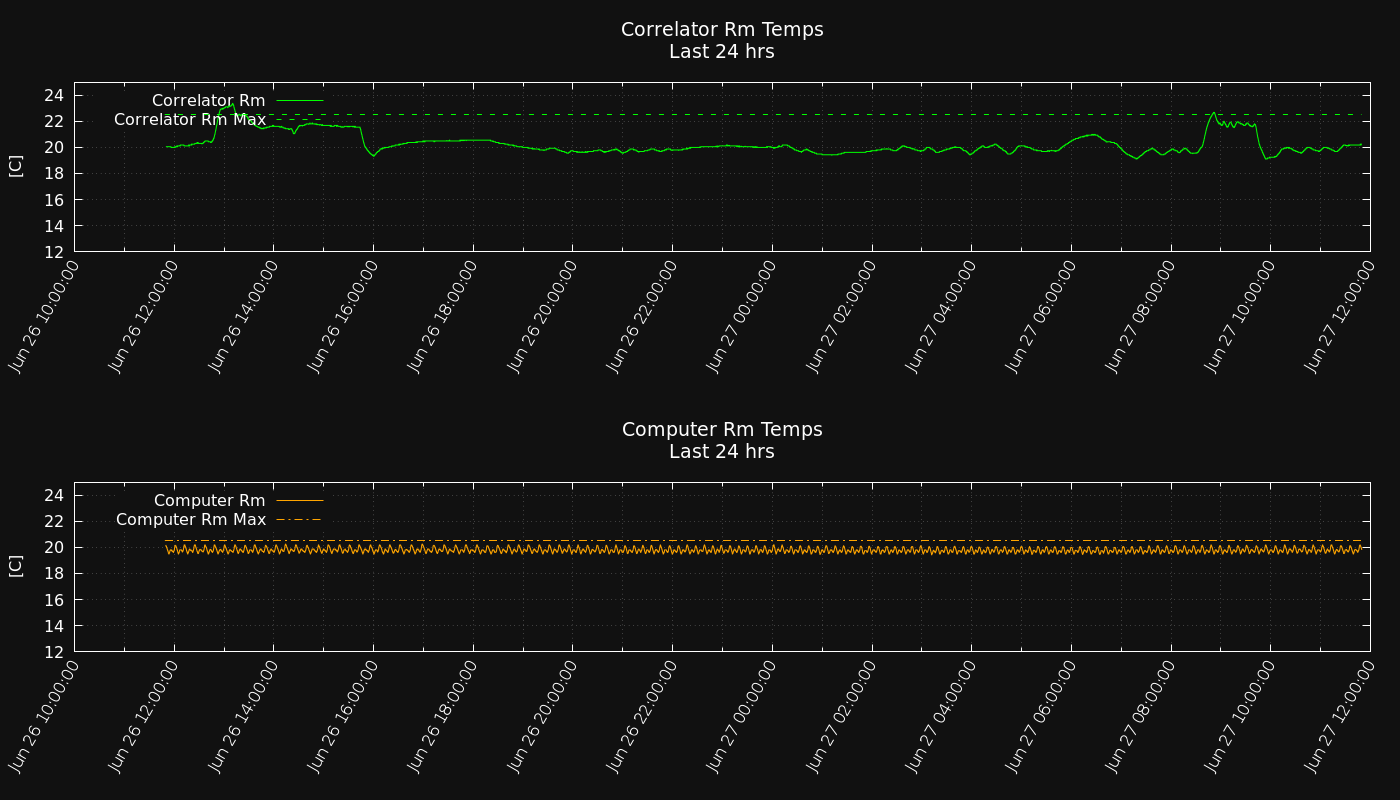 Correlator Rm Temps
Last 24 hrs
Correlator Rm
Correlator Rm Max
[C]
24
22
20
18
16
14
12
Jun 26 10:00:00
Jun 26 12:00:00
Jun 26 14:00:00
Jun 26 16:00:00
Jun 26 18:00:00
Jun 26 20:00:00
Jun 26 22:00:00
Jun 27 00:00:00
Jun 27 02:00:00
Jun 27 04:00:00
Jun 27 06:00:00
Jun 27 08:00:00
Jun 27 10:00:00
Jun 27 12:00:00
Computer Rm Temps
Last 24 hrs
Computer Rm
Computer Rm Max
[C]
24
22
20
18
16
14
12
Jun 26 10:00:00
Jun 26 12:00:00
Jun 26 14:00:00
Jun 26 16:00:00
Jun 26 18:00:00
Jun 26 20:00:00
Jun 26 22:00:00
Jun 27 00:00:00
Jun 27 02:00:00
Jun 27 04:00:00
Jun 27 06:00:00
Jun 27 08:00:00
Jun 27 10:00:00
Jun 27 12:00:00